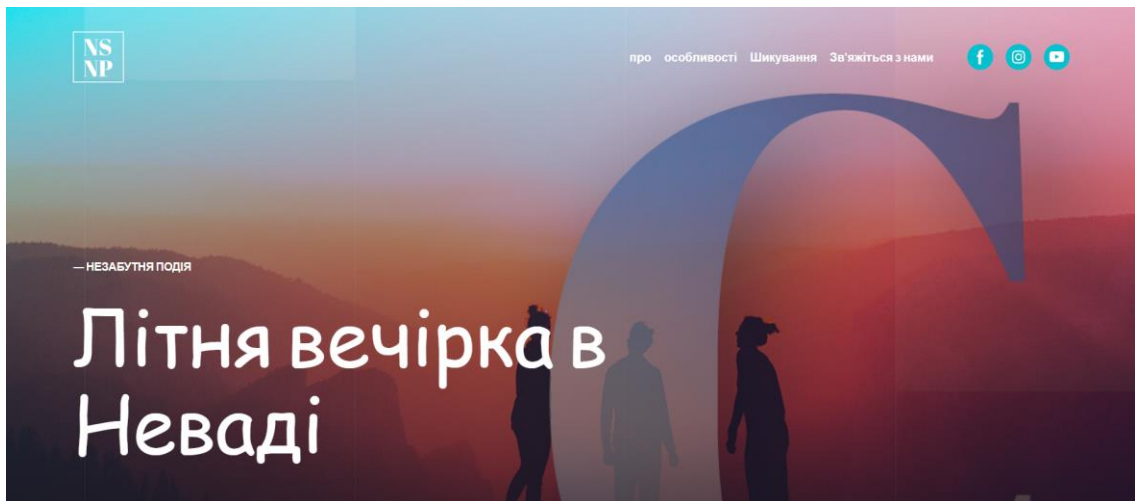 NS
NP
про особливості Шикування Зв'яжіться з нами
— НЕЗАБУТНЯ ПОДІЯ
Літня вечірка в
Неваді
C